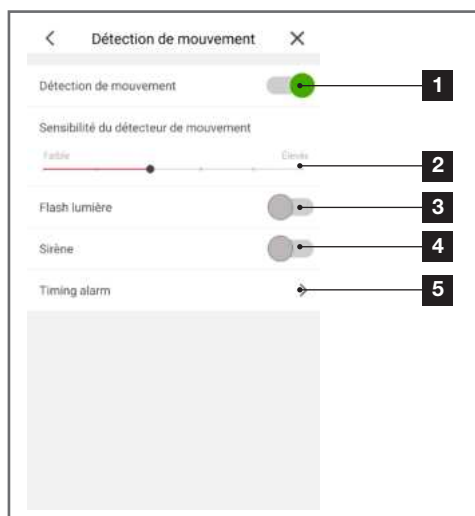 Détection de mouvement
Détection de mouvement
1
Sensibilité du détecteur de mouvement
Faible
Elevée
2
Flash lumière
3
Sirène
4
Timing alarm
5